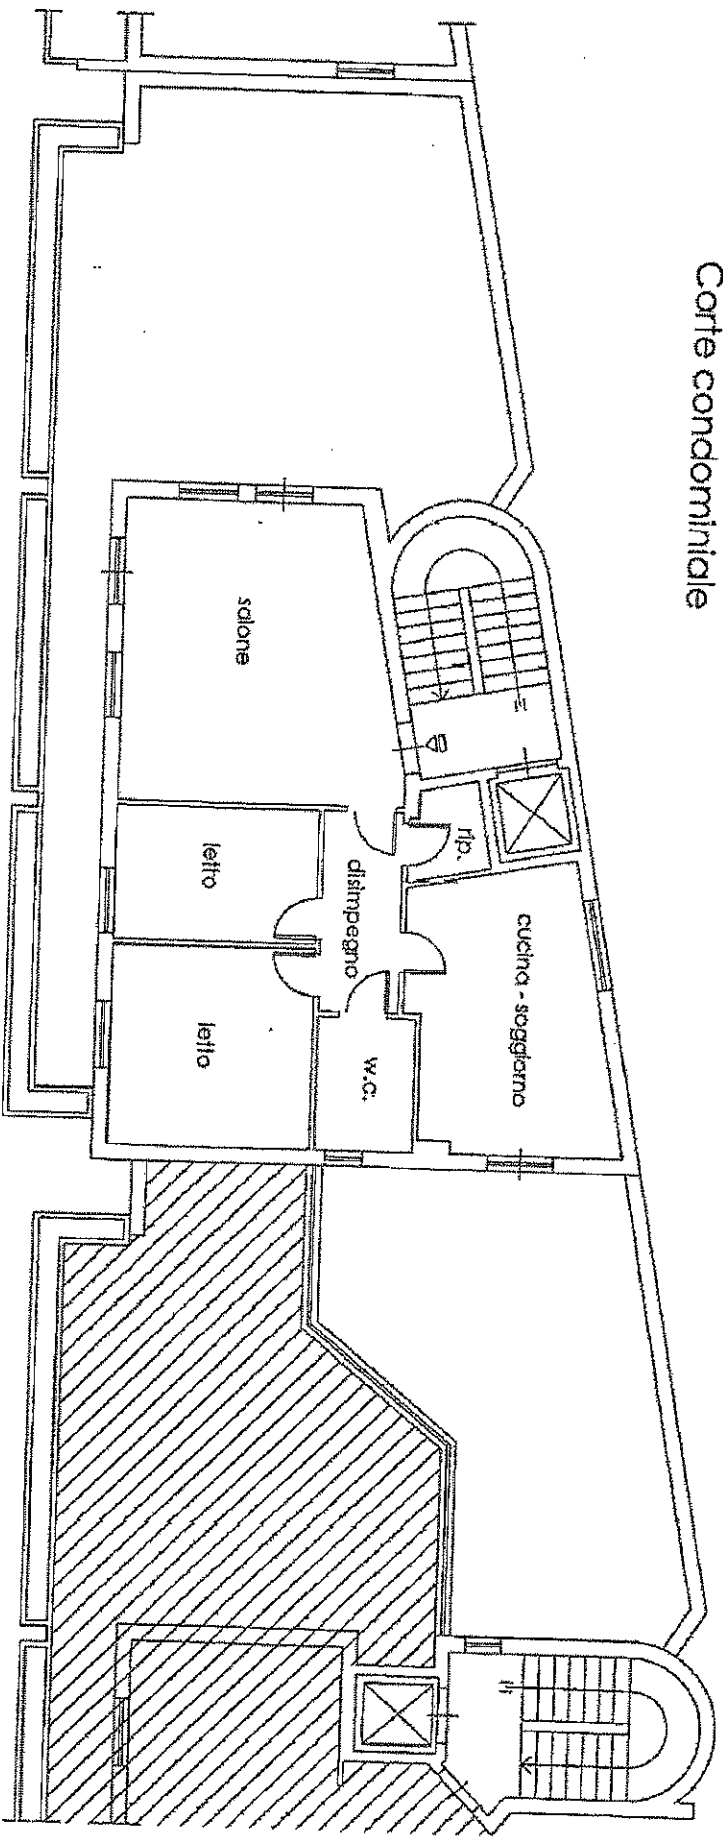 Corte condominiale
salone
rip.
cucina - soggiorno
letto
disimpegno
letto
w.c.